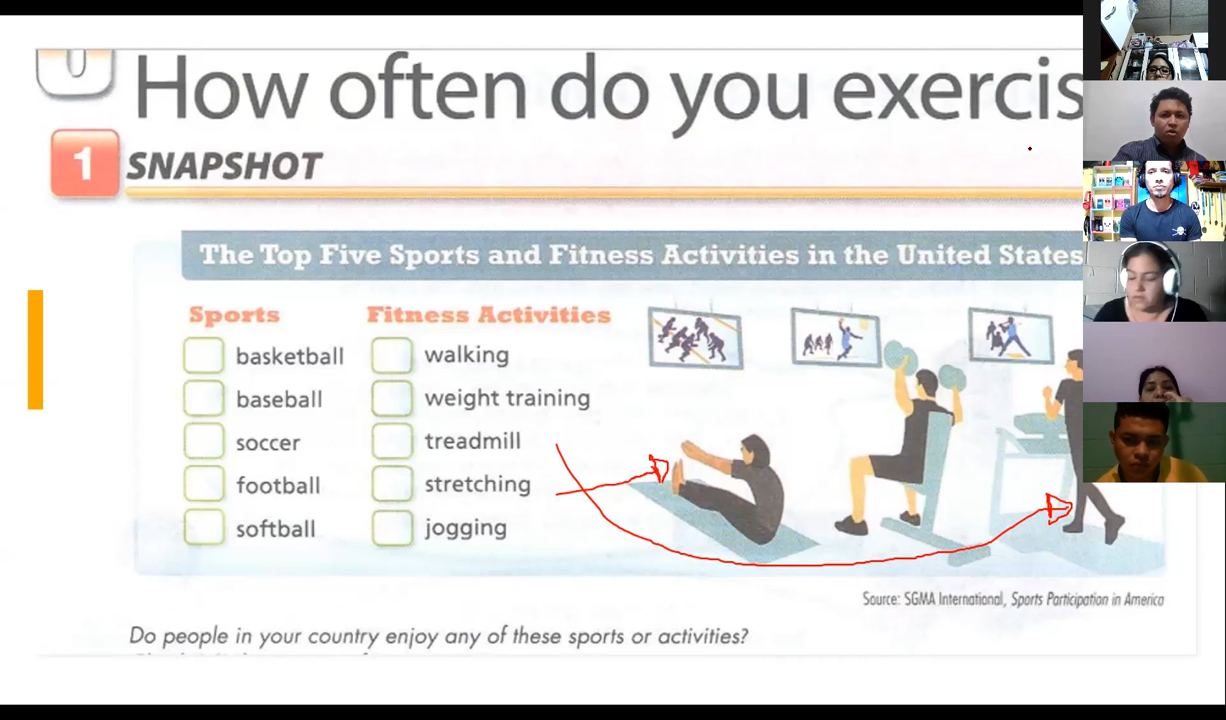 How often do you exercis
1 SNAPSHOT
The Top Five Sports and Fitness Activities in the United States
Sports
Fitness Activities
basketball
walking
baseball
weight training
soccer
treadmill
football
stretching
softball
jogging
Source: SGMA International, Sports Participation in America
Do people in your country enjoy any of these sports or activities?